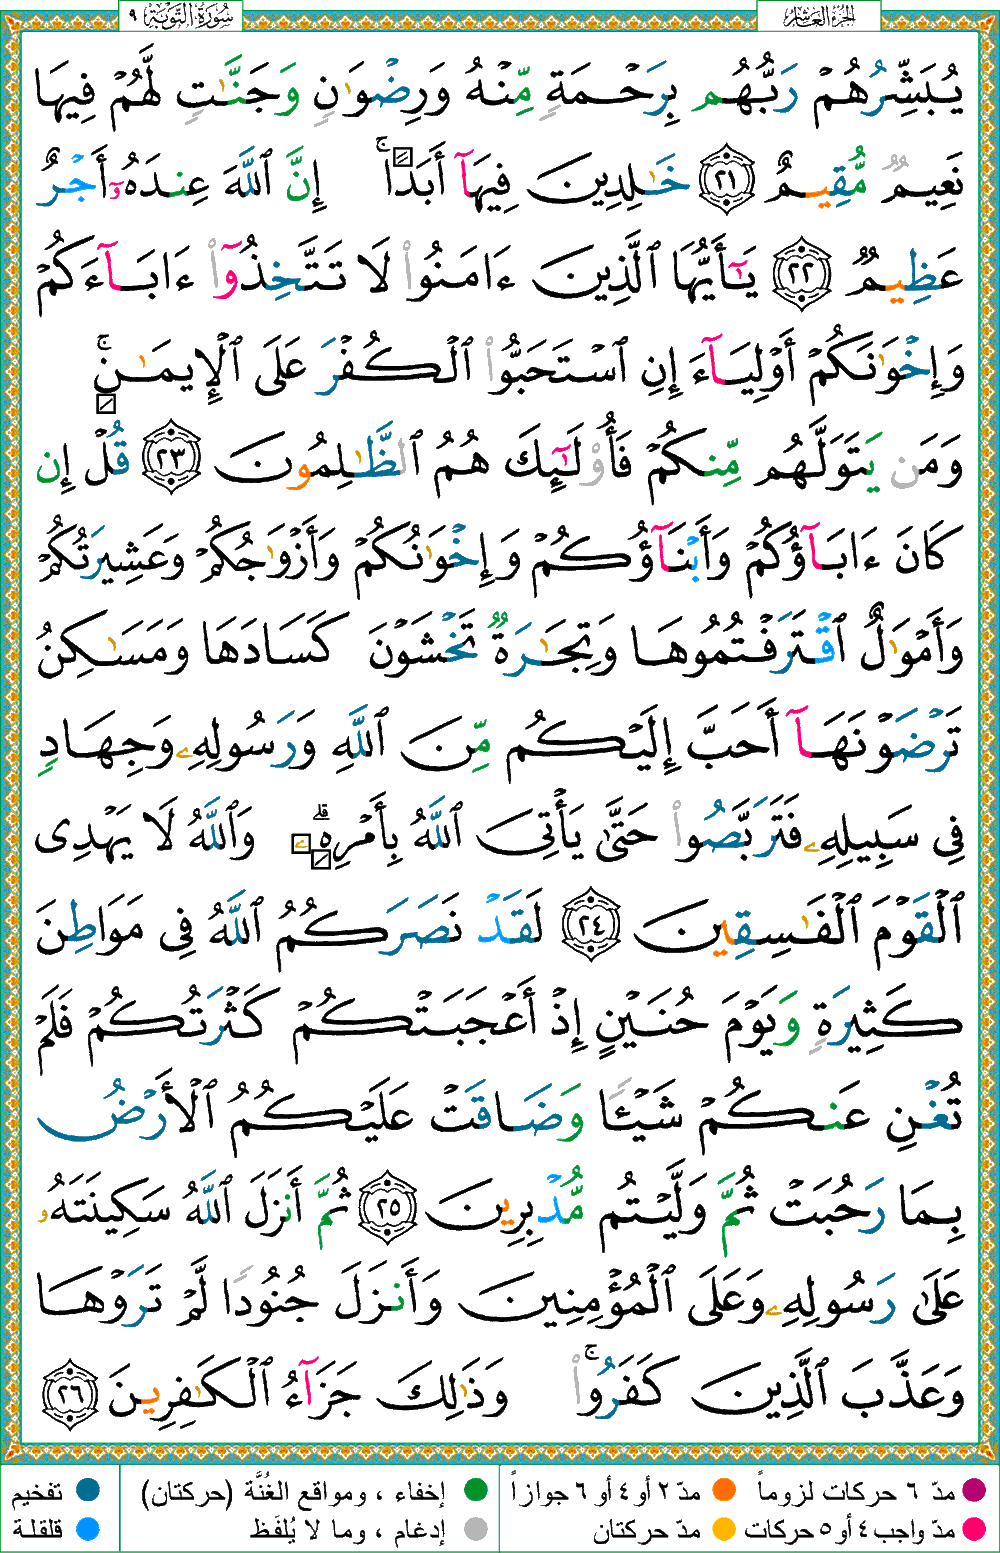 الجزء العاشر
سورة التوبة ٩
يُبَشِّرُهُمْ رَبُّهُم بِرَحْمَةٍ مِّنْهُ وَرِضْوَٰنٍ وَجَنَّٰتٍ لَّهُمْ فِيهَا
نَعِيمٌ مُّقِيمٌ ٢١ خَٰلِدِينَ فِيهَآ أَبَدًا ۚ إِنَّ ٱللَّهَ عِندَهُۥٓ أَجْرٌ
عَظِيمٌ ٢٢ يَٰٓأَيُّهَا ٱلَّذِينَ ءَامَنُوا۟ لَا تَتَّخِذُوٓا۟ ءَابَآءَكُمْ
وَإِخْوَٰنَكُمْ أَوْلِيَآءَ إِنِ ٱسْتَحَبُّوا۟ ٱلْكُفْرَ عَلَى ٱلْإِيمَٰنِ ۚ
وَمَن يَتَوَلَّهُم مِّنكُمْ فَأُو۟لَٰٓئِكَ هُمُ ٱلظَّٰلِمُونَ ٢٣ قُلْ إِن
كَانَ ءَابَآؤُكُمْ وَأَبْنَآؤُكُمْ وَإِخْوَٰنُكُمْ وَأَزْوَٰجُكُمْ وَعَشِيرَتُكُمْ
وَأَمْوَٰلٌ ٱقْتَرَفْتُمُوهَا وَتِجَٰرَةٌ تَخْشَوْنَ كَسَادَهَا وَمَسَٰكِنُ
تَرْضَوْنَهَآ أَحَبَّ إِلَيْكُم مِّنَ ٱللَّهِ وَرَسُولِهِۦ وَجِهَادٍ
فِى سَبِيلِهِۦ فَتَرَبَّصُوا۟ حَتَّىٰ يَأْتِىَ ٱللَّهُ بِأَمْرِهِۦ ۗ وَٱللَّهُ لَا يَهْدِى
ٱلْقَوْمَ ٱلْفَٰسِقِينَ ٢٤ لَقَدْ نَصَرَكُمُ ٱللَّهُ فِى مَوَاطِنَ
كَثِيرَةٍ وَيَوْمَ حُنَيْنٍ إِذْ أَعْجَبَتْكُمْ كَثْرَتُكُمْ فَلَمْ
تُغْنِ عَنكُمْ شَيْـًٔا وَضَاقَتْ عَلَيْكُمُ ٱلْأَرْضُ
بِمَا رَحُبَتْ ثُمَّ وَلَّيْتُم مُّدْبِرِينَ ٢٥ ثُمَّ أَنزَلَ ٱللَّهُ سَكِينَتَهُۥ
عَلَىٰ رَسُولِهِۦ وَعَلَى ٱلْمُؤْمِنِينَ وَأَنزَلَ جُنُودًا لَّمْ تَرَوْهَا
وَعَذَّبَ ٱلَّذِينَ كَفَرُوا۟ ۚ وَذَٰلِكَ جَزَآءُ ٱلْكَٰفِرِينَ ٢٦
مدّ ٦ حركات لزوماً
مدّ ٢ أو ٤ أو ٦ جوازاً
إخفاء ، ومواقع الغُنَّة (حركتان)
تفخيم
مدّ واجب ٤ أو ٥ حركات
مدّ حركتان
إدغام ، وما لا يُلفَظ
قلقلة